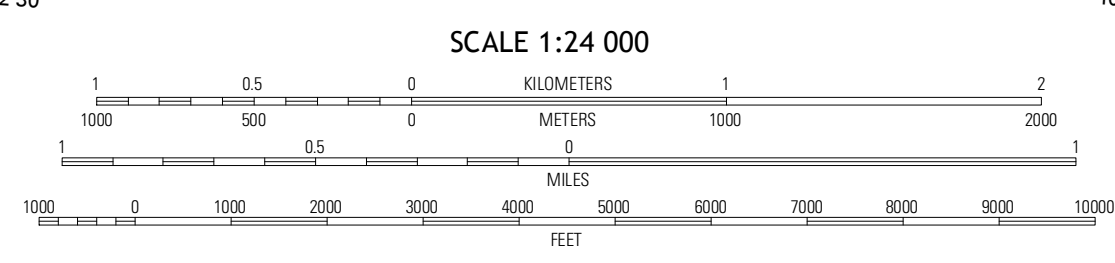 SCALE 1:24 000
1 0.5 0 KILOMETERS 1 2
1000 500 0 METERS 1000 2000
1 0.5 0 1
MILES
1000 0 1000 2000 3000 4000 5000 6000 7000 8000 9000 10000
FEET